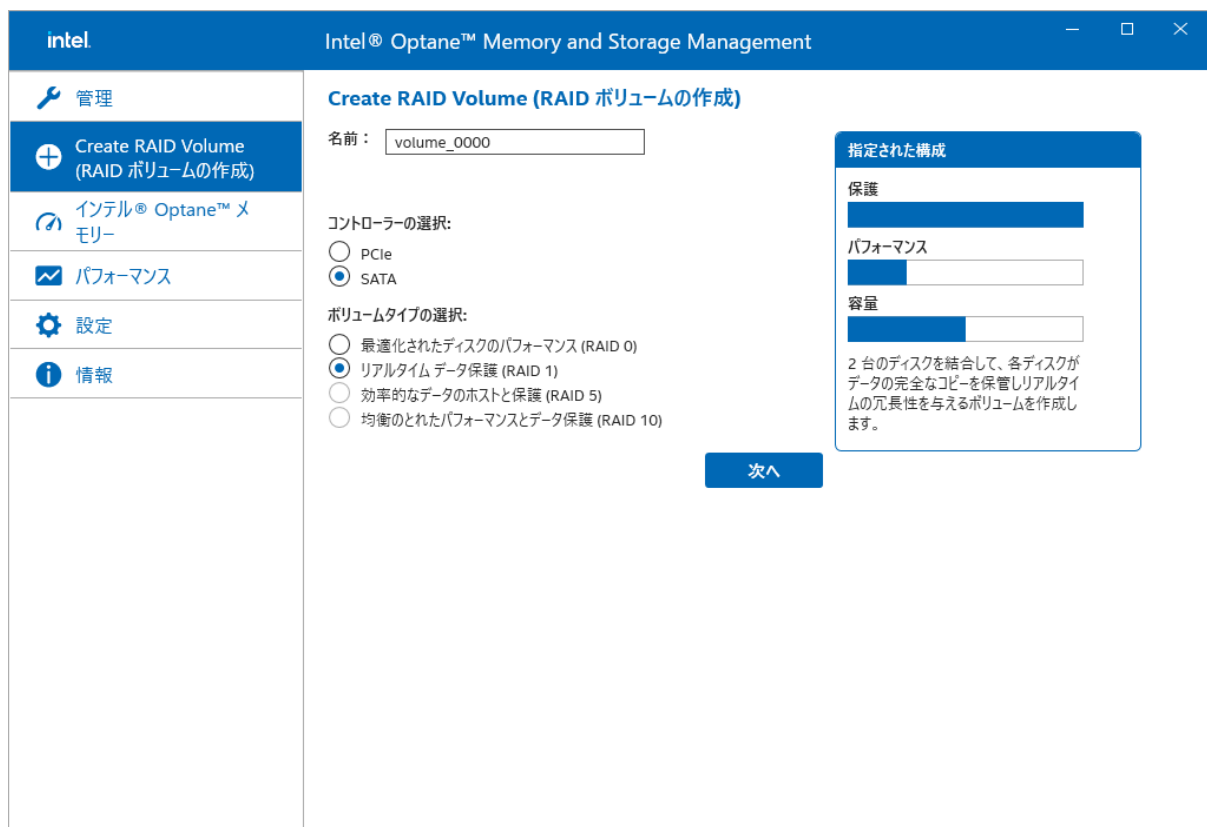 intel.
Intel® Optane™ Memory and Storage Management
管理
Create RAID Volume
(RAID ボリュームの作成)
インテル® Optane™ メ
モリー
パフォーマンス
設定
情報
Create RAID Volume (RAID ボリュームの作成)
名前：
volume_0000
コントローラーの選択:
PCIe
SATA
ボリュームタイプの選択:
最適化されたディスクのパフォーマンス (RAID 0)
リアルタイム データ保護 (RAID 1)
効率的なデータのホストと保護 (RAID 5)
均衡のとれたパフォーマンスとデータ保護 (RAID 10)
次へ
指定された構成
保護
パフォーマンス
容量
2 台のディスクを結合して、各ディスクが
データの完全なコピーを保管しリアルタイ
ムの冗長性を与えるボリュームを作成し
ます。